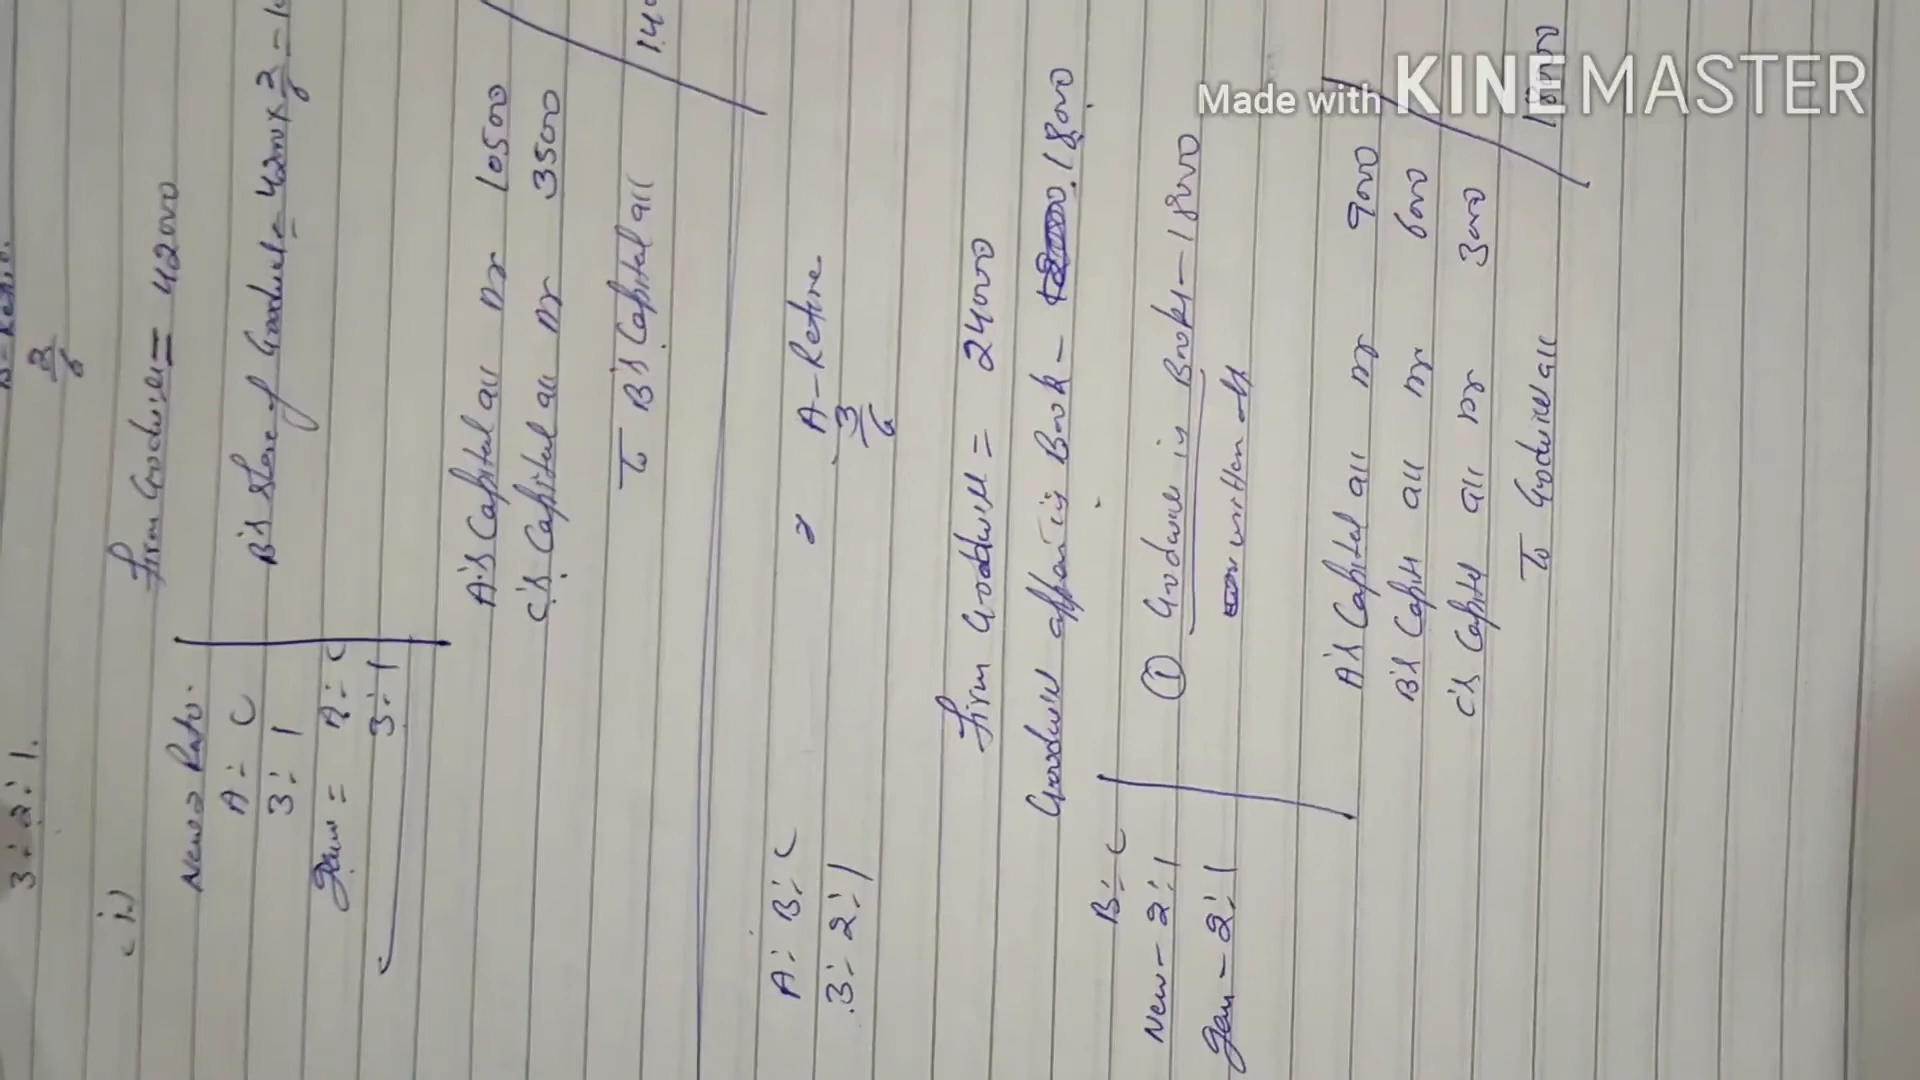 3:2:1.
(i)
Firm Goodwill = 42000
New Ratio.
A:C
3:1
B's Share of Goodwill = 42000 x 2/6 =
Gain = A:C
3:1
A's Capital a/c Dr 10500
C's Capital a/c Dr 3500
To B's Capital a/c 140
A:B:C
3:2:1
A-Retire
3/6
Firm Goodwill = 24000
Goodwill in Book - 18000
B:C
New - 2:1
Gain - 2:1
① Goodwill in Books - 18000
written off
A's Capital a/c Dr 9000
B's Capital a/c Dr 6000
C's Capital a/c Dr 3000
To Goodwill a/c 18000
Made with KINEMASTER